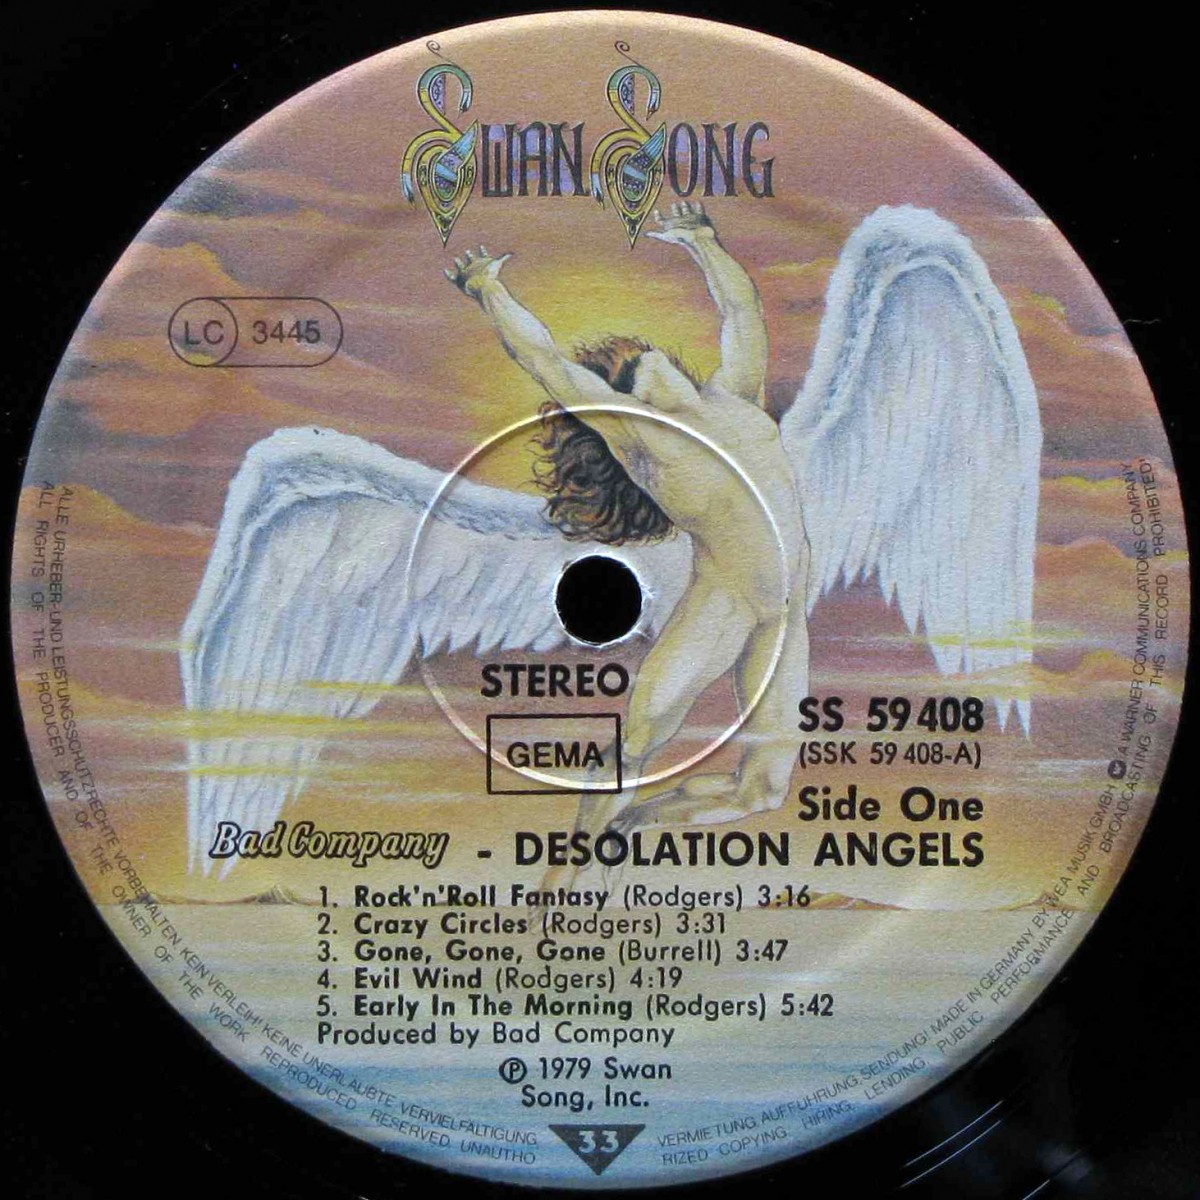 SWAN SONG
LC 3445
STEREO
GEMA
SS 59 408
(SSK 59 408-A)
Side One
Bad Company - DESOLATION ANGELS
1. Rock'n'Roll Fantasy (Rodgers) 3:16
2. Crazy Circles (Rodgers) 3:31
3. Gone, Gone, Gone (Burrell) 3:47
4. Evil Wind (Rodgers) 4:19
5. Early In The Morning (Rodgers) 5:42
Produced by Bad Company
℗ 1979 Swan
Song, Inc.
33
ALLE URHEBER- UND LEISTUNGSSCHUTZRECHTE VORBEHALTEN. KEIN VERLEIH! KEINE UNERLAUBTE VERVIELFÄLTIGUNG, VERMIETUNG, AUFFÜHRUNG, SENDUNG! MADE IN GERMANY BY WEA MUSIK GMBH W A WARNER COMMUNICATIONS COMPANY
ALL RIGHTS OF THE PRODUCER AND OF THE OWNER OF THE WORK REPRODUCED RESERVED. UNAUTHORIZED COPYING, HIRING, LENDING, PUBLIC PERFORMANCE AND BROADCASTING OF THIS RECORD PROHIBITED!